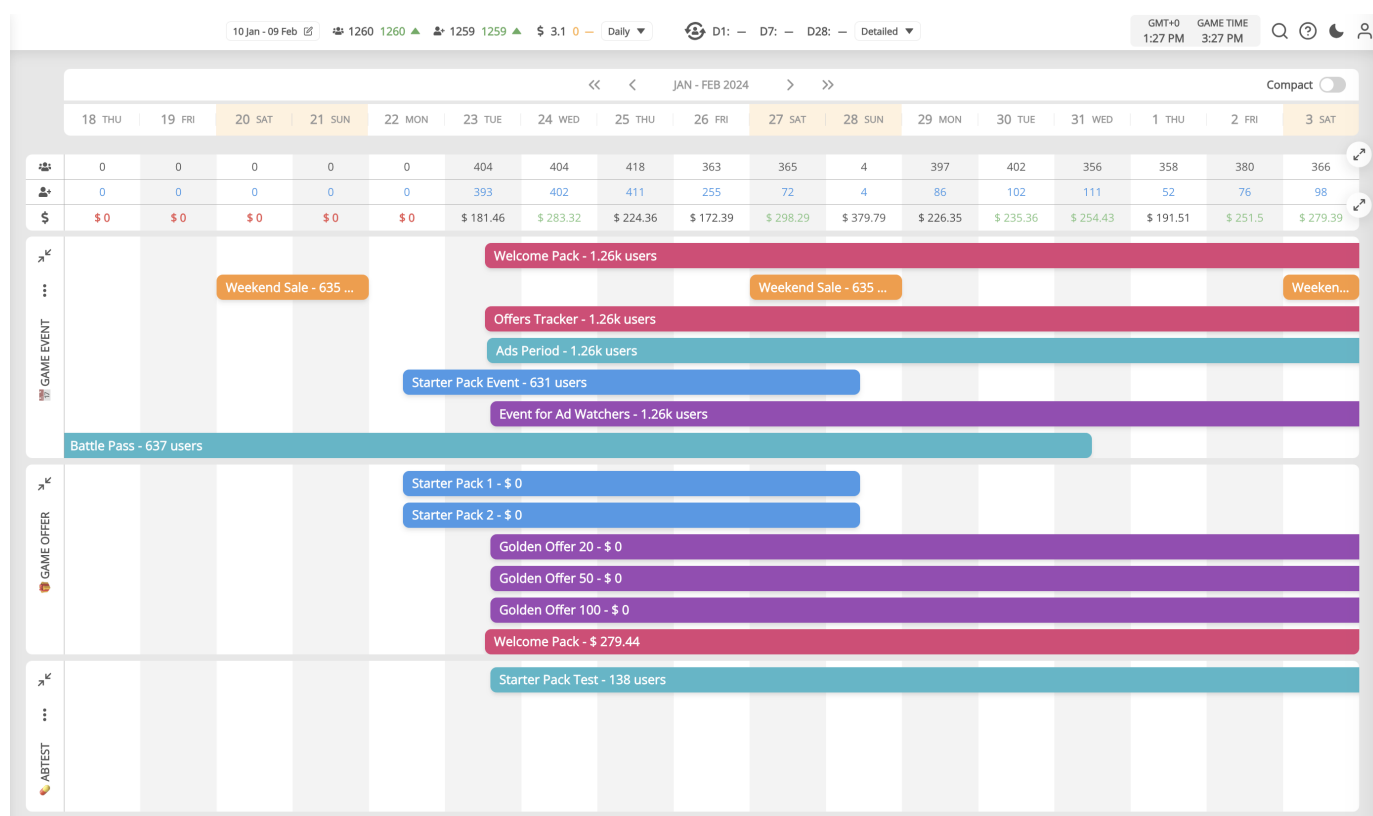 10 Jan - 09 Feb 1260 1260 ▲ 1259 1259 ▲ $ 3.1 0 — Daily ▼ D1: — D7: — D28: — Detailed ▼
GMT+0 GAME TIME
1:27 PM 3:27 PM
JAN - FEB 2024 Compact
18 THU 19 FRI 20 SAT 21 SUN 22 MON 23 TUE 24 WED 25 THU 26 FRI 27 SAT 28 SUN 29 MON 30 TUE 31 WED 1 THU 2 FRI 3 SAT
0 0 0 0 0 404 404 418 363 365 4 397 402 356 358 380 366
0 0 0 0 0 393 402 411 255 72 4 86 102 111 52 76 98
$ $ 0 $ 0 $ 0 $ 0 $ 0 $ 181.46 $ 283.32 $ 224.36 $ 172.39 $ 298.29 $ 379.79 $ 226.35 $ 235.36 $ 254.43 $ 191.51 $ 251.5 $ 279.39
GAME EVENT
Welcome Pack - 1.26k users
Weekend Sale - 635 ... Weekend Sale - 635 ... Weeken...
Offers Tracker - 1.26k users
Ads Period - 1.26k users
Starter Pack Event - 631 users
Event for Ad Watchers - 1.26k users
Battle Pass - 637 users
GAME OFFER
Starter Pack 1 - $ 0
Starter Pack 2 - $ 0
Golden Offer 20 - $ 0
Golden Offer 50 - $ 0
Golden Offer 100 - $ 0
Welcome Pack - $ 279.44
ABTEST
Starter Pack Test - 138 users